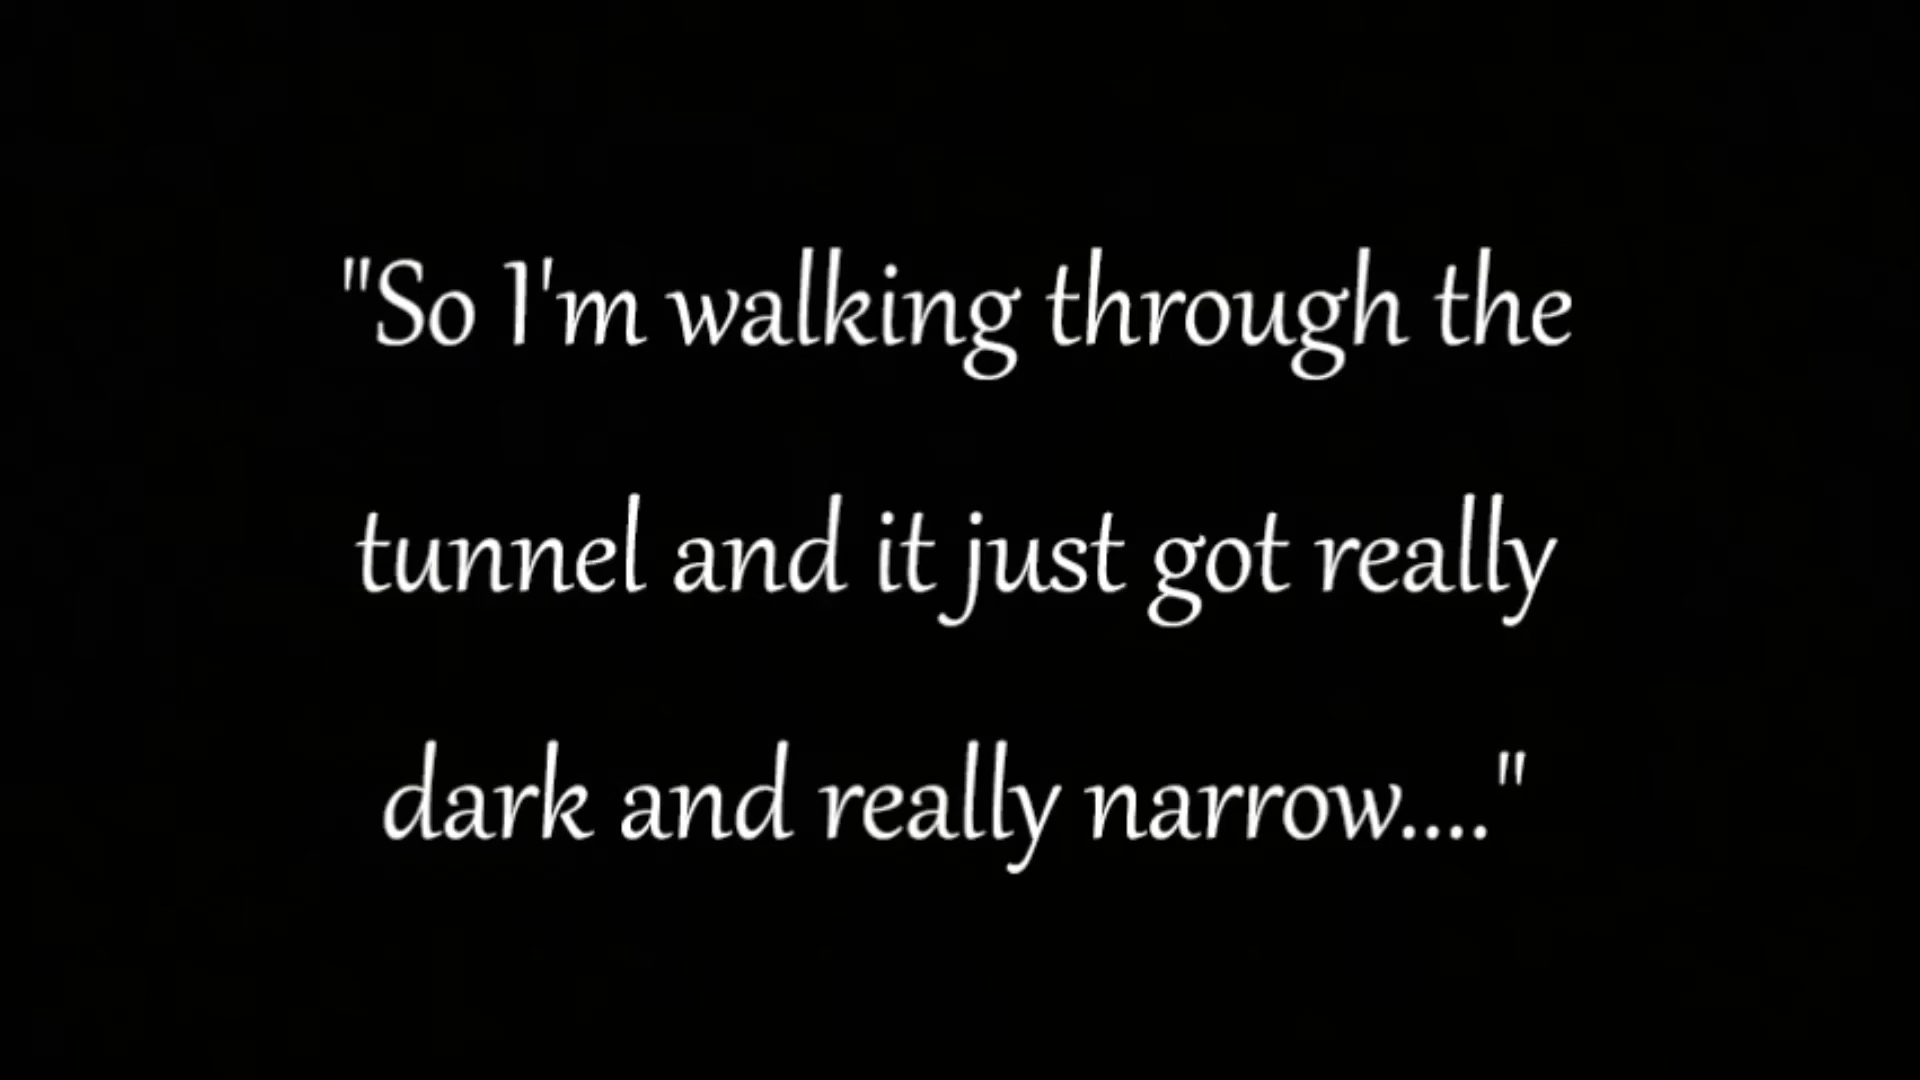 "So I'm walking through the
tunnel and it just got really
dark and really narrow...."